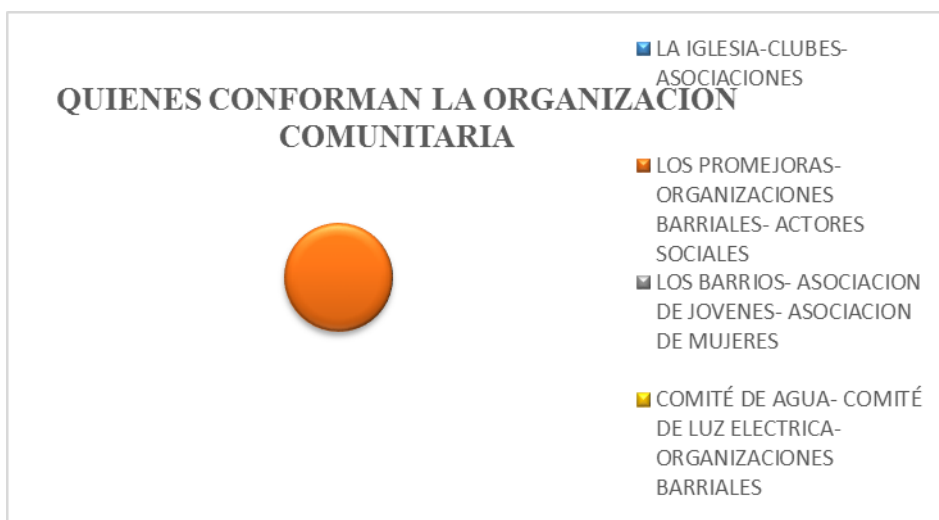 QUIENES CONFORMAN LA ORGANIZACIÓN
COMUNITARIA
LA IGLESIA-CLUBES-
ASOCIACIONES
LOS PROMEJORAS-
ORGANIZACIONES
BARRIALES- ACTORES
SOCIALES
LOS BARRIOS- ASOCIACION
DE JOVENES- ASOCIACION
DE MUJERES
COMITÉ DE AGUA- COMITÉ
DE LUZ ELECTRICA-
ORGANIZACIONES
BARRIALES